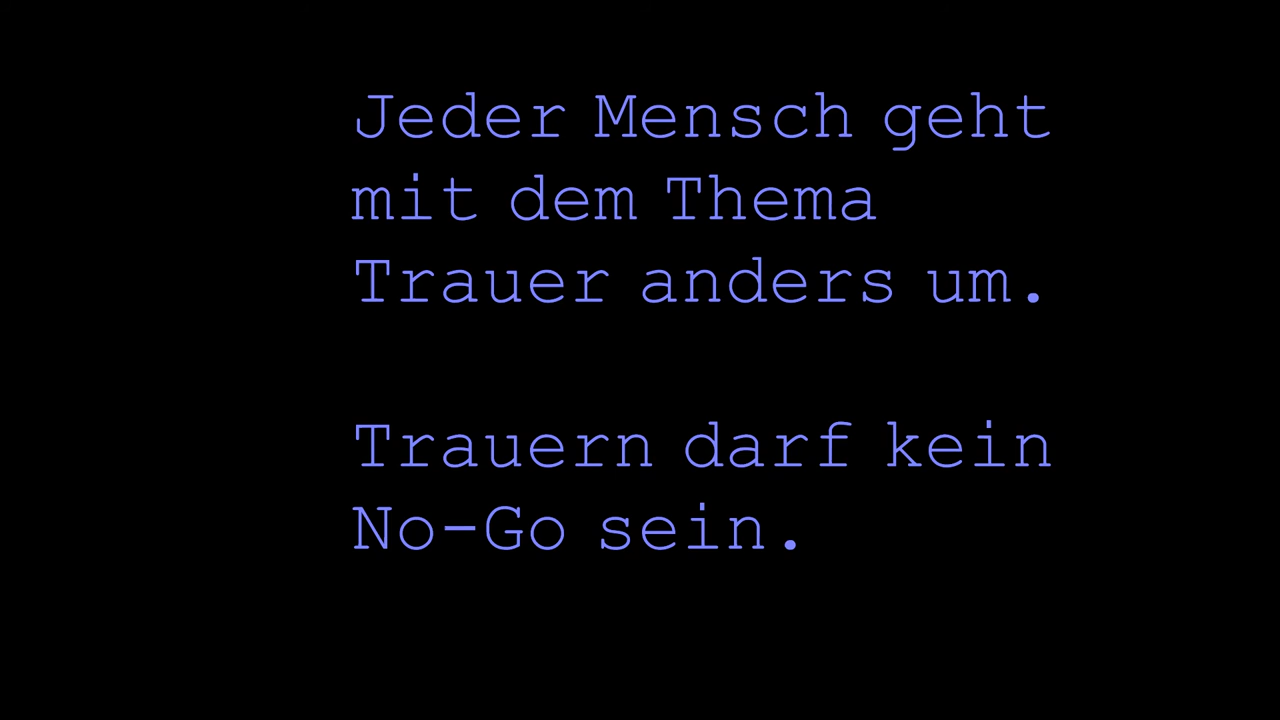 Jeder Mensch geht
mit dem Thema
Trauer anders um.
Trauern darf kein
No-Go sein.